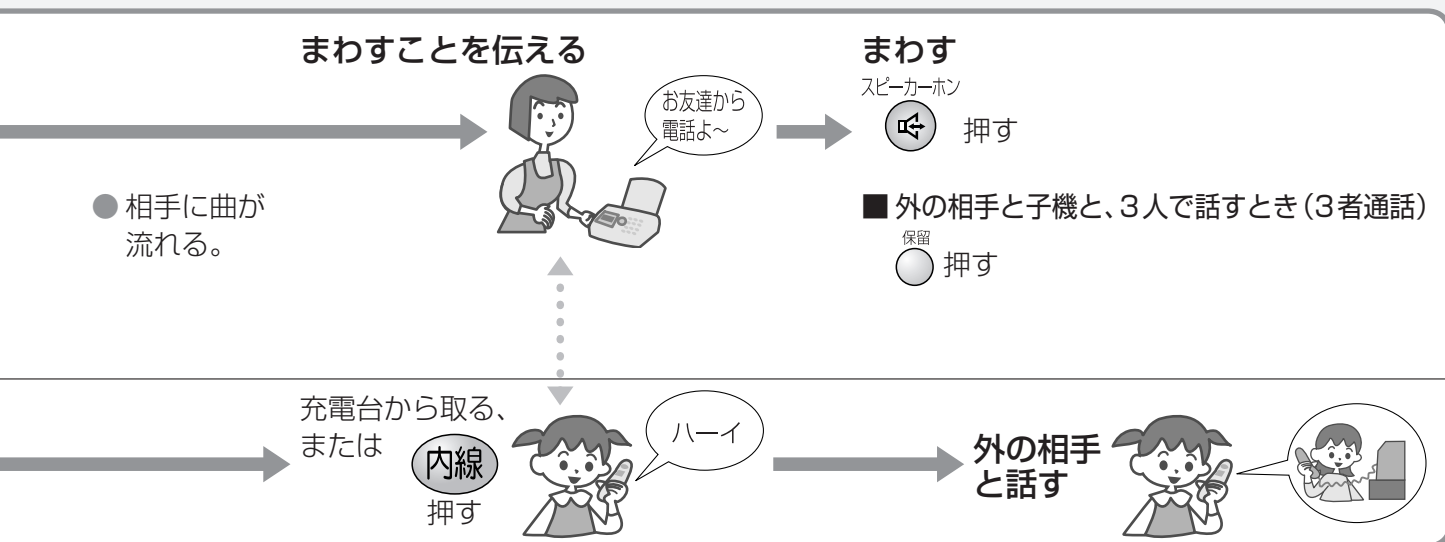 まわすことを伝える
お友達から
電話よ～
まわす
スピーカーホン
押す
● 相手に曲が
流れる。
■ 外の相手と子機と、3人で話すとき（3者通話）
保留
押す
充電台から取る、
または
内線
押す
ハーイ
外の相手
と話す